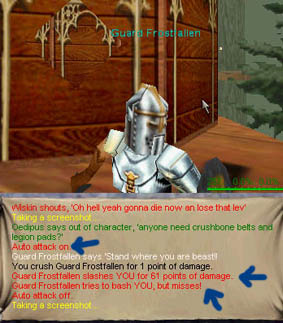 Guard Frostfallen
Wiskin shouts, 'Oh hell yeah gonna die now an lose that lev'
Taking a screenshot...
Oedipus says out of character, 'anyone need crushbone belts and
legion pads?'
Auto attack on.
Guard Frostfallen says 'Stand where you are beast!!
You crush Guard Frostfallen for 1 point of damage.
Guard Frostfallen slashes YOU for 61 points of damage.
Guard Frostfallen tries to bash YOU, but misses!
Auto attack off.
Taking a screenshot...